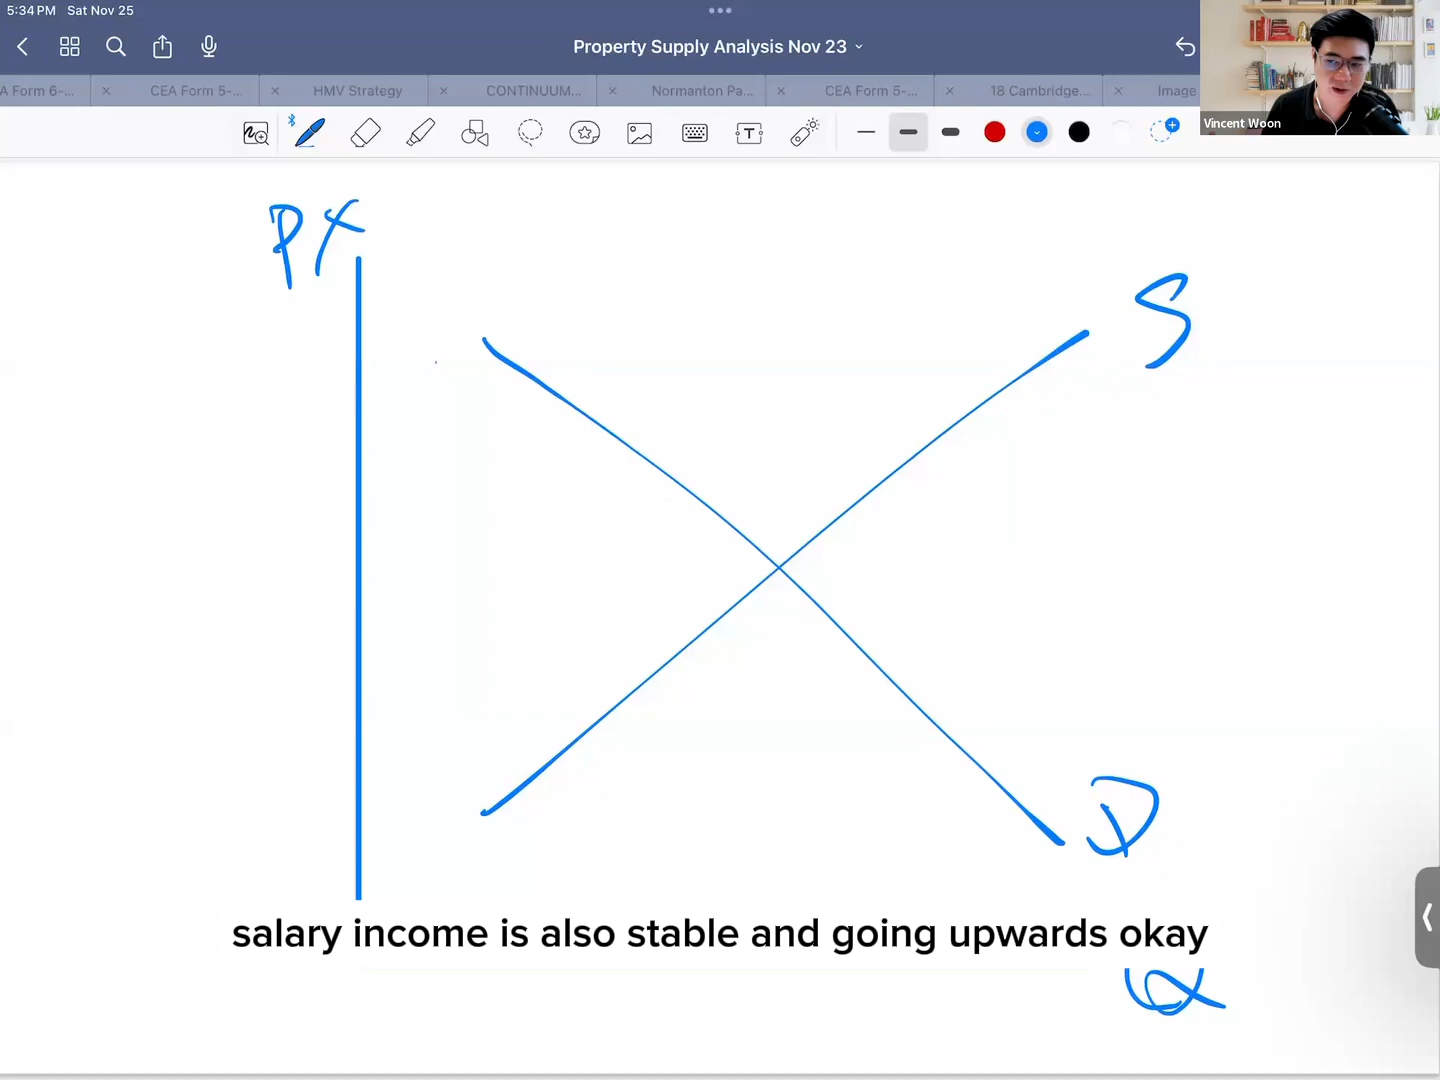 5:34 PM Sat Nov 25
Property Supply Analysis Nov 23
A Form 6-... CEA Form 5-... HMV Strategy CONTINUUM... Normanton Pa... CEA Form 5-... 18 Cambridge... Image
T
Vincent Woon
PX
S
D
salary income is also stable and going upwards okay
Q